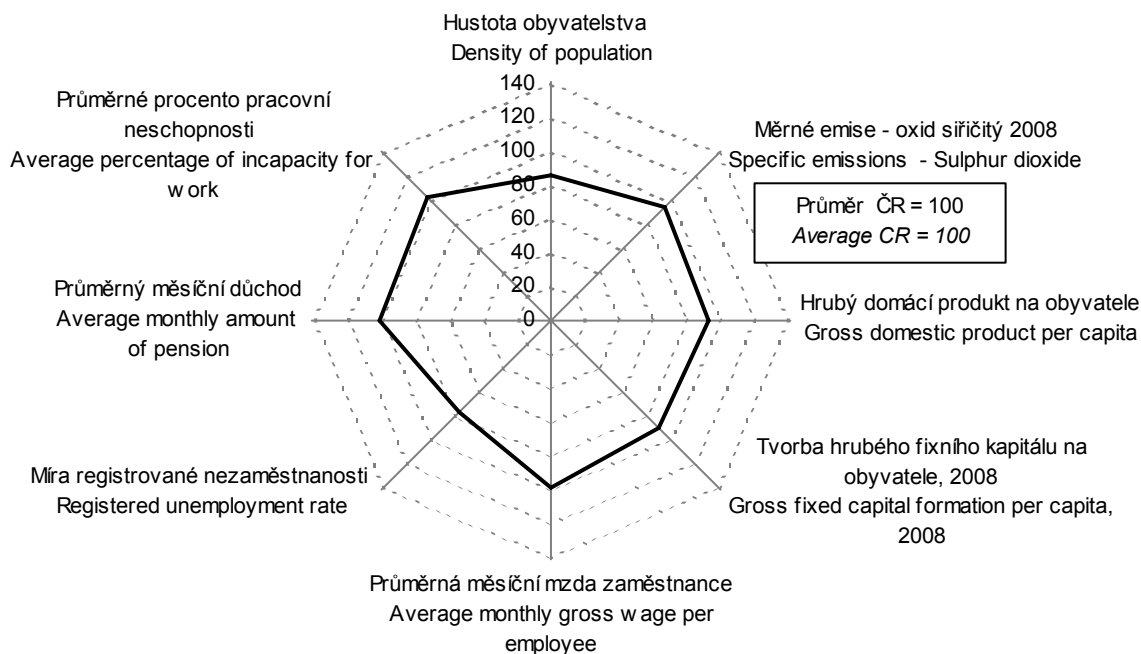 Hustota obyvatelstva
Density of population
140
120
100
80
60
40
20
0
Měrné emise - oxid siřičitý 2008
Specific emissions - Sulphur dioxide
Průměr ČR = 100
Average CR = 100
Hrubý domácí produkt na obyvatele
Gross domestic product per capita
Tvorba hrubého fixního kapitálu na
obyvatele, 2008
Gross fixed capital formation per capita,
2008
Průměrná měsíční mzda zaměstnance
Average monthly gross wage per
employee
Míra registrované nezaměstnanosti
Registered unemployment rate
Průměrný měsíční důchod
Average monthly amount
of pension
Průměrné procento pracovní
neschopnosti
Average percentage of incapacity for
work